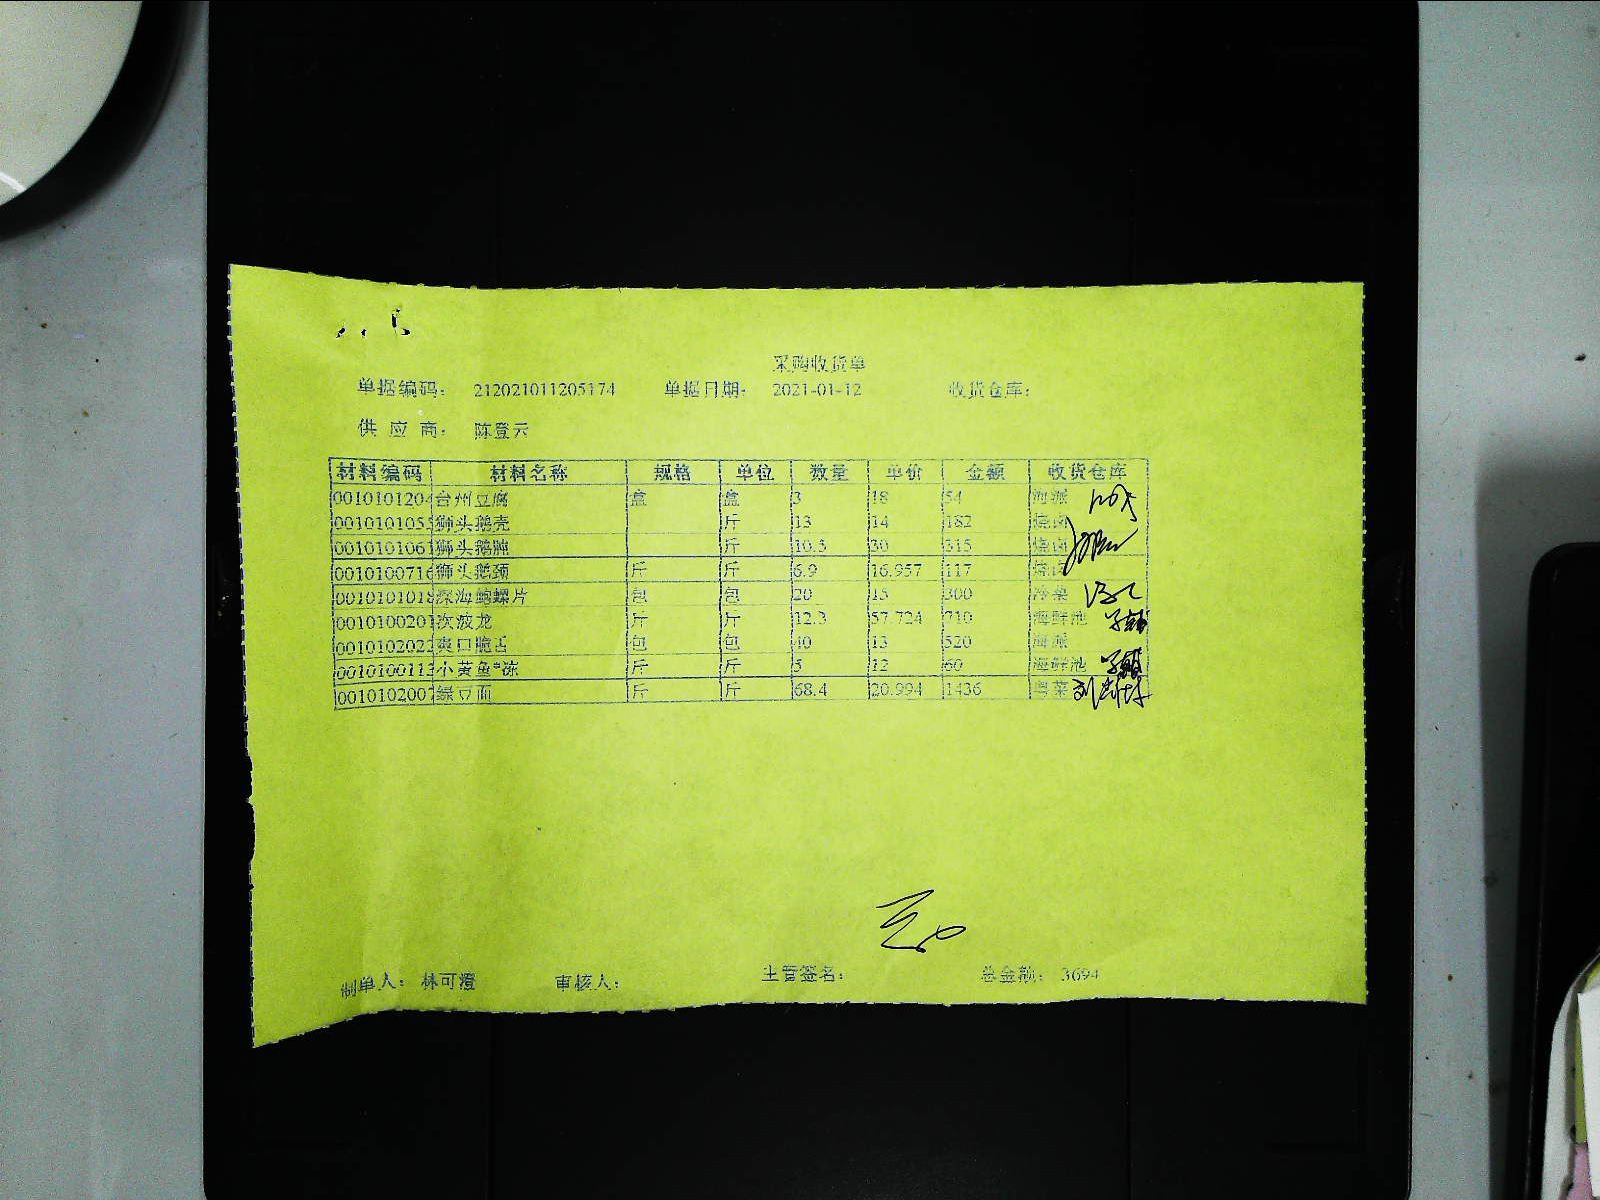 采购收货单
单据编码： 212021011205174 单据日期： 2021-01-12 收货仓库：
供 应 商： 陈登云
材料编码 材料名称 规格 单位 数量 单价 金额 收货仓库
0010101204 台州豆腐 盒 盒 3 18 54 海派
0010101055 狮头鹅壳 斤 13 14 182 烧卤
0010101061 狮头鹅肫 斤 10.5 30 315 烧卤
0010100716 狮头鹅颈 斤 斤 6.9 16.957 117 烧卤
0010101018 深海鲍螺片 包 包 20 15 300 冷菜
0010100201 次波龙 斤 斤 12.3 57.724 710 海鲜池
0010102022 爽口脆舌 包 包 40 13 520 海派
0010100113 小黄鱼*冻 斤 斤 5 12 60 海鲜池
0010102007 绿豆面 斤 斤 68.4 20.994 1436 粤菜
制单人： 林可澄 审核人： 主管签名： 总金额： 3694